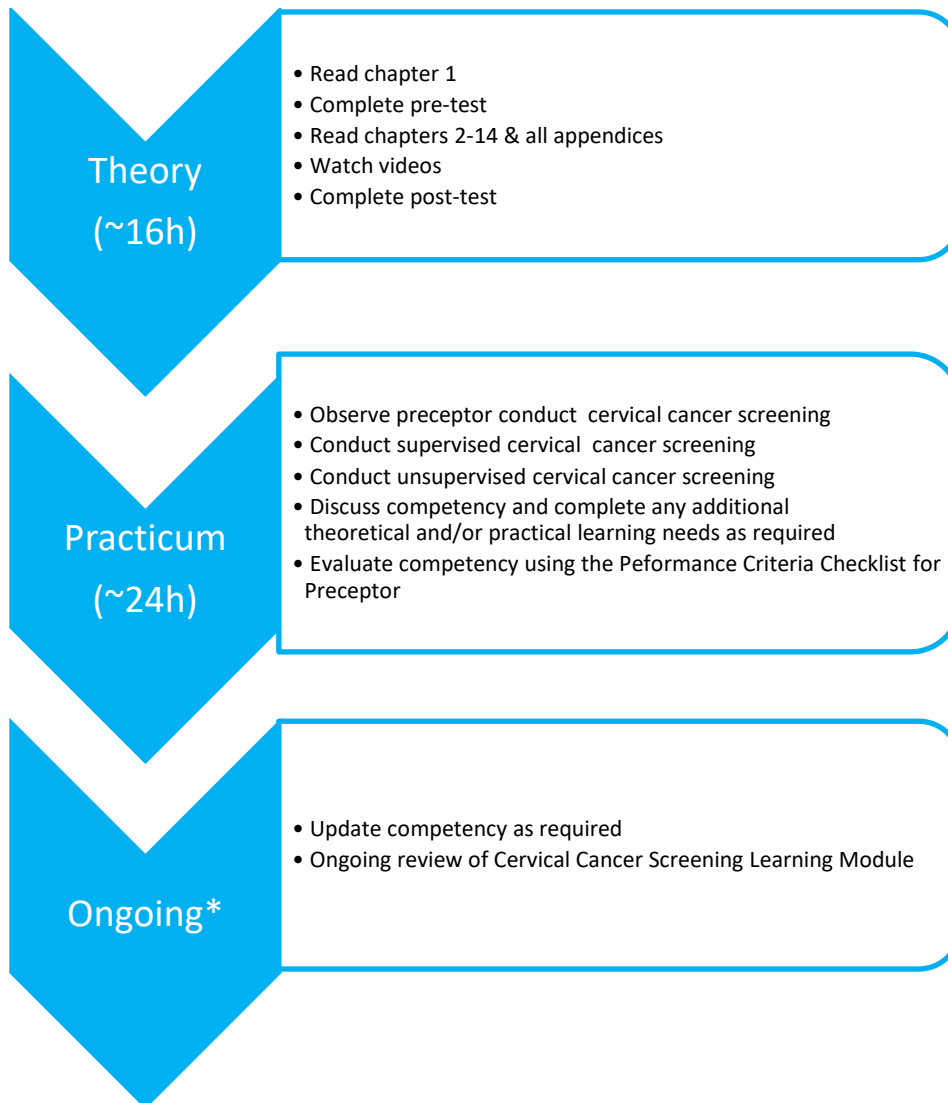 Theory
(~16h)
• Read chapter 1
• Complete pre-test
• Read chapters 2-14 & all appendices
• Watch videos
• Complete post-test
Practicum
(~24h)
• Observe preceptor conduct cervical cancer screening
• Conduct supervised cervical cancer screening
• Conduct unsupervised cervical cancer screening
• Discuss competency and complete any additional
theoretical and/or practical learning needs as required
• Evaluate competency using the Peformance Criteria Checklist for
Preceptor
Ongoing*
• Update competency as required
• Ongoing review of Cervical Cancer Screening Learning Module